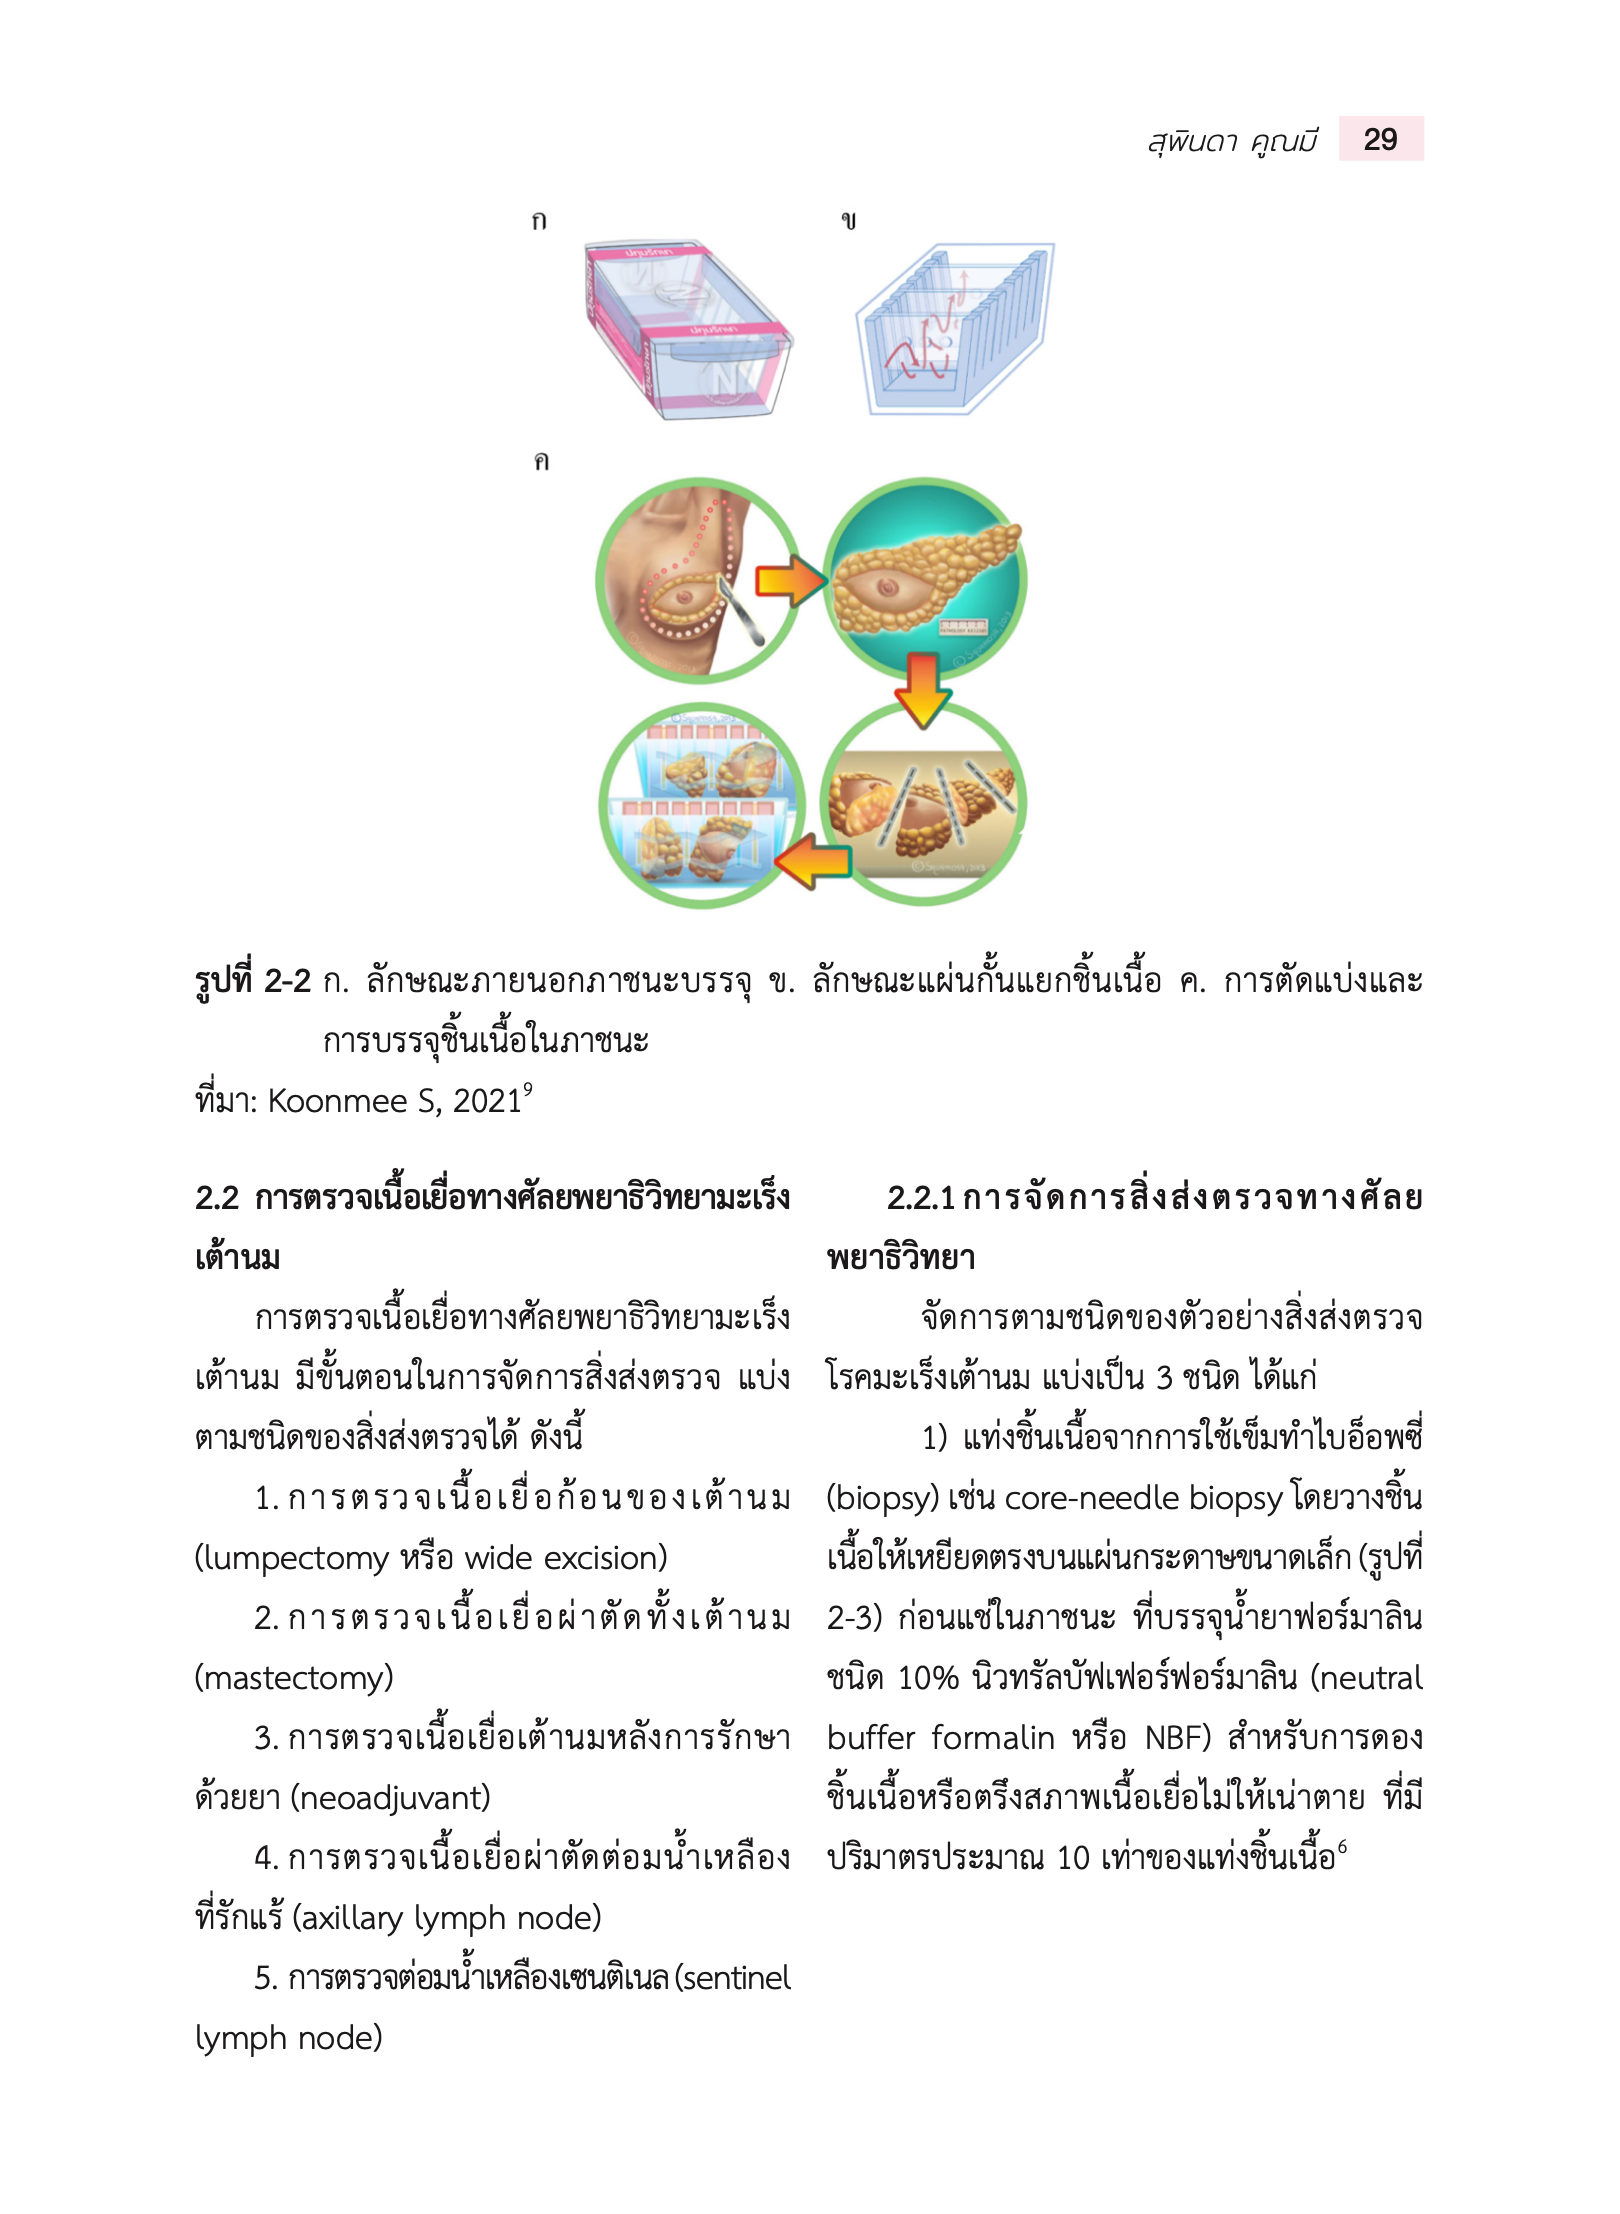 สุพินดา คูณมี 29
ก ข
ปทุมรักษา
ปทุมรักษา
N
ค
รูปที่ 2-2 ก. ลักษณะภายนอกภาชนะบรรจุ ข. ลักษณะแผ่นกั้นแยกชิ้นเนื้อ ค. การตัดแบ่งและ
การบรรจุชิ้นเนื้อในภาชนะ
ที่มา: Koonmee S, 2021⁹
2.2 การตรวจเนื้อเยื่อทางศัลยพยาธิวิทยามะเร็ง
เต้านม
การตรวจเนื้อเยื่อทางศัลยพยาธิวิทยามะเร็ง
เต้านม มีขั้นตอนในการจัดการสิ่งส่งตรวจ แบ่ง
ตามชนิดของสิ่งส่งตรวจได้ ดังนี้
1. การตรวจเนื้อเยื่อก้อนของเต้านม
(lumpectomy หรือ wide excision)
2. การตรวจเนื้อเยื่อผ่าตัดทั้งเต้านม
(mastectomy)
3. การตรวจเนื้อเยื่อเต้านมหลังการรักษา
ด้วยยา (neoadjuvant)
4. การตรวจเนื้อเยื่อผ่าตัดต่อมน้ำเหลือง
ที่รักแร้ (axillary lymph node)
5. การตรวจต่อมน้ำเหลืองเซนติเนล (sentinel
lymph node)
2.2.1 การจัดการสิ่งส่งตรวจทางศัลย
พยาธิวิทยา
จัดการตามชนิดของตัวอย่างสิ่งส่งตรวจ
โรคมะเร็งเต้านม แบ่งเป็น 3 ชนิด ได้แก่
1) แท่งชิ้นเนื้อจากการใช้เข็มทำไบอ็อพซี่
(biopsy) เช่น core-needle biopsy โดยวางชิ้น
เนื้อให้เหยียดตรงบนแผ่นกระดาษขนาดเล็ก (รูปที่
2-3) ก่อนแช่ในภาชนะ ที่บรรจุน้ำยาฟอร์มาลิน
ชนิด 10% นิวทรัลบัฟเฟอร์ฟอร์มาลิน (neutral
buffer formalin หรือ NBF) สำหรับการดอง
ชิ้นเนื้อหรือตรึงสภาพเนื้อเยื่อไม่ให้เน่าตาย ที่มี
ปริมาตรประมาณ 10 เท่าของแท่งชิ้นเนื้อ⁶